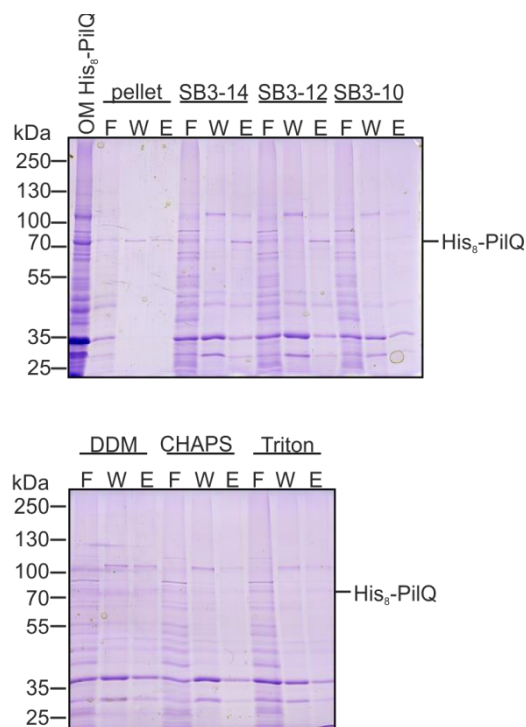 OM His₈-PilQ
pellet SB3-14 SB3-12 SB3-10
F W E F W E F W E F W E
kDa
250
130
100
70
55
35
25
His₈-PilQ
DDM CHAPS Triton
F W E F W E F W E
kDa
250
130
100
70
55
35
25
His₈-PilQ